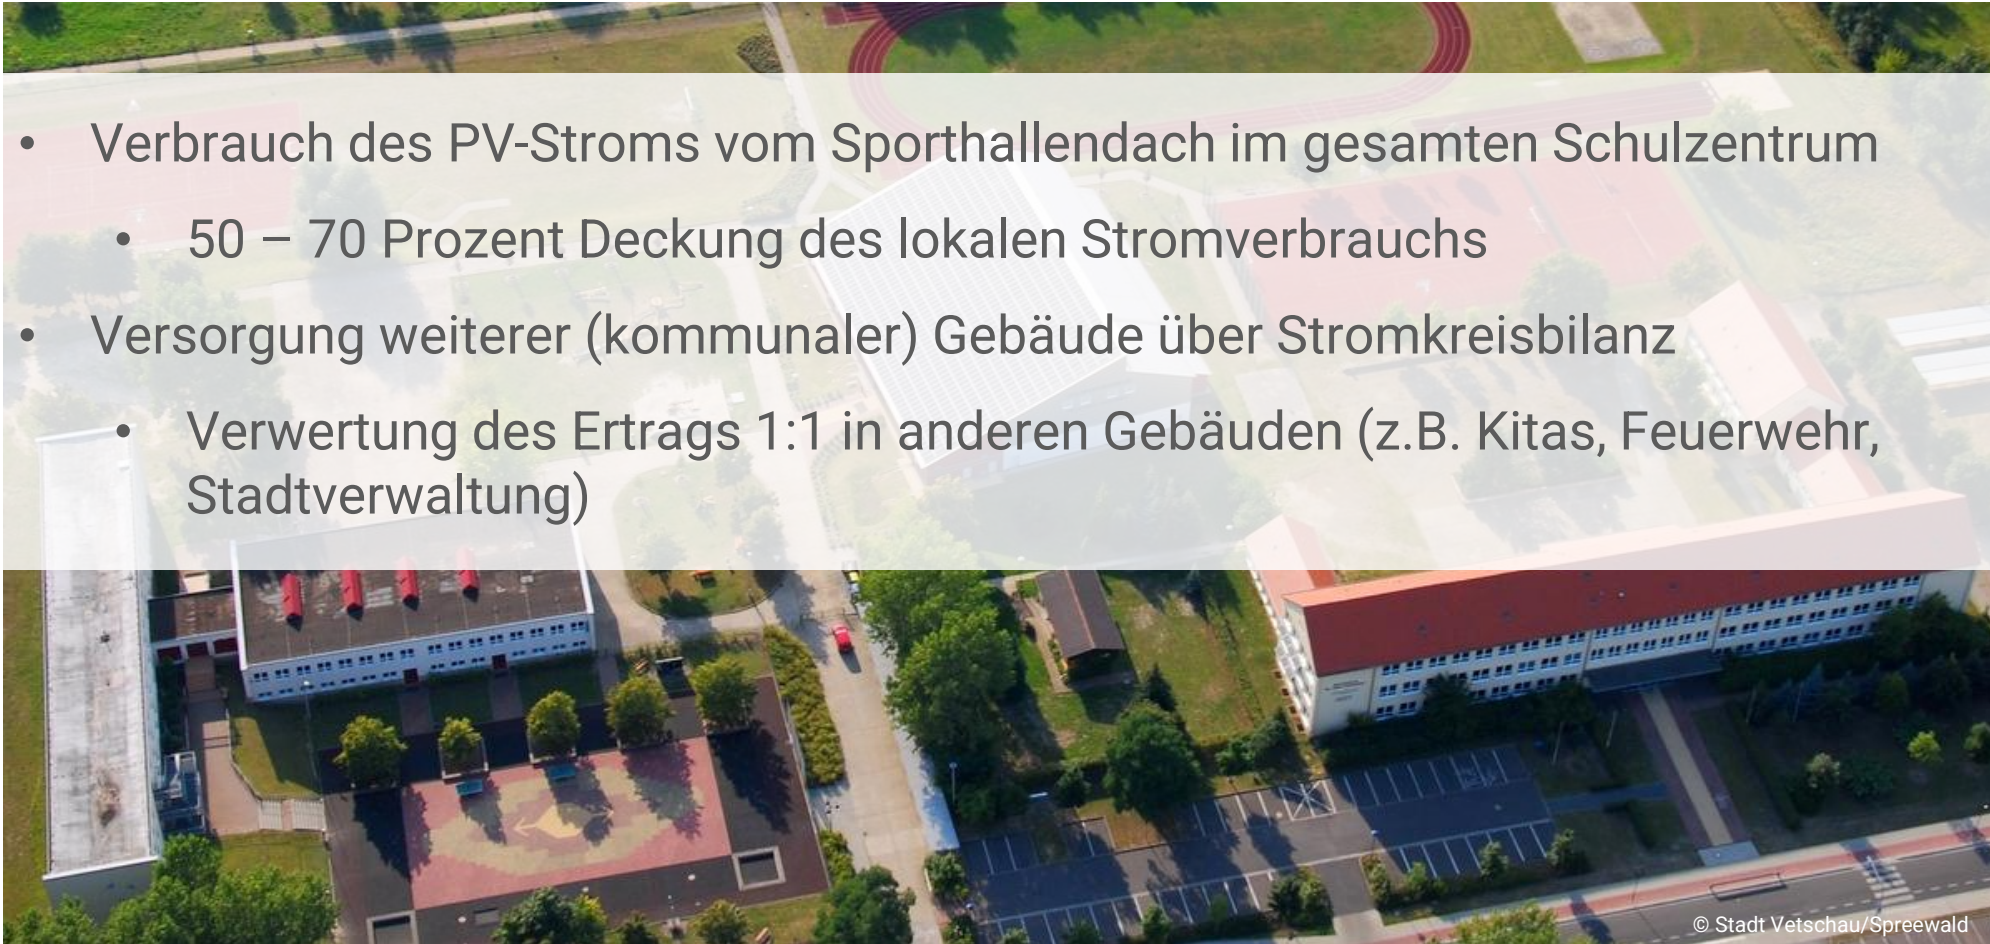 • Verbrauch des PV-Stroms vom Sporthallendach im gesamten Schulzentrum
• 50 – 70 Prozent Deckung des lokalen Stromverbrauchs
• Versorgung weiterer (kommunaler) Gebäude über Stromkreisbilanz
• Verwertung des Ertrags 1:1 in anderen Gebäuden (z.B. Kitas, Feuerwehr,
Stadtverwaltung)
© Stadt Vetschau/Spreewald